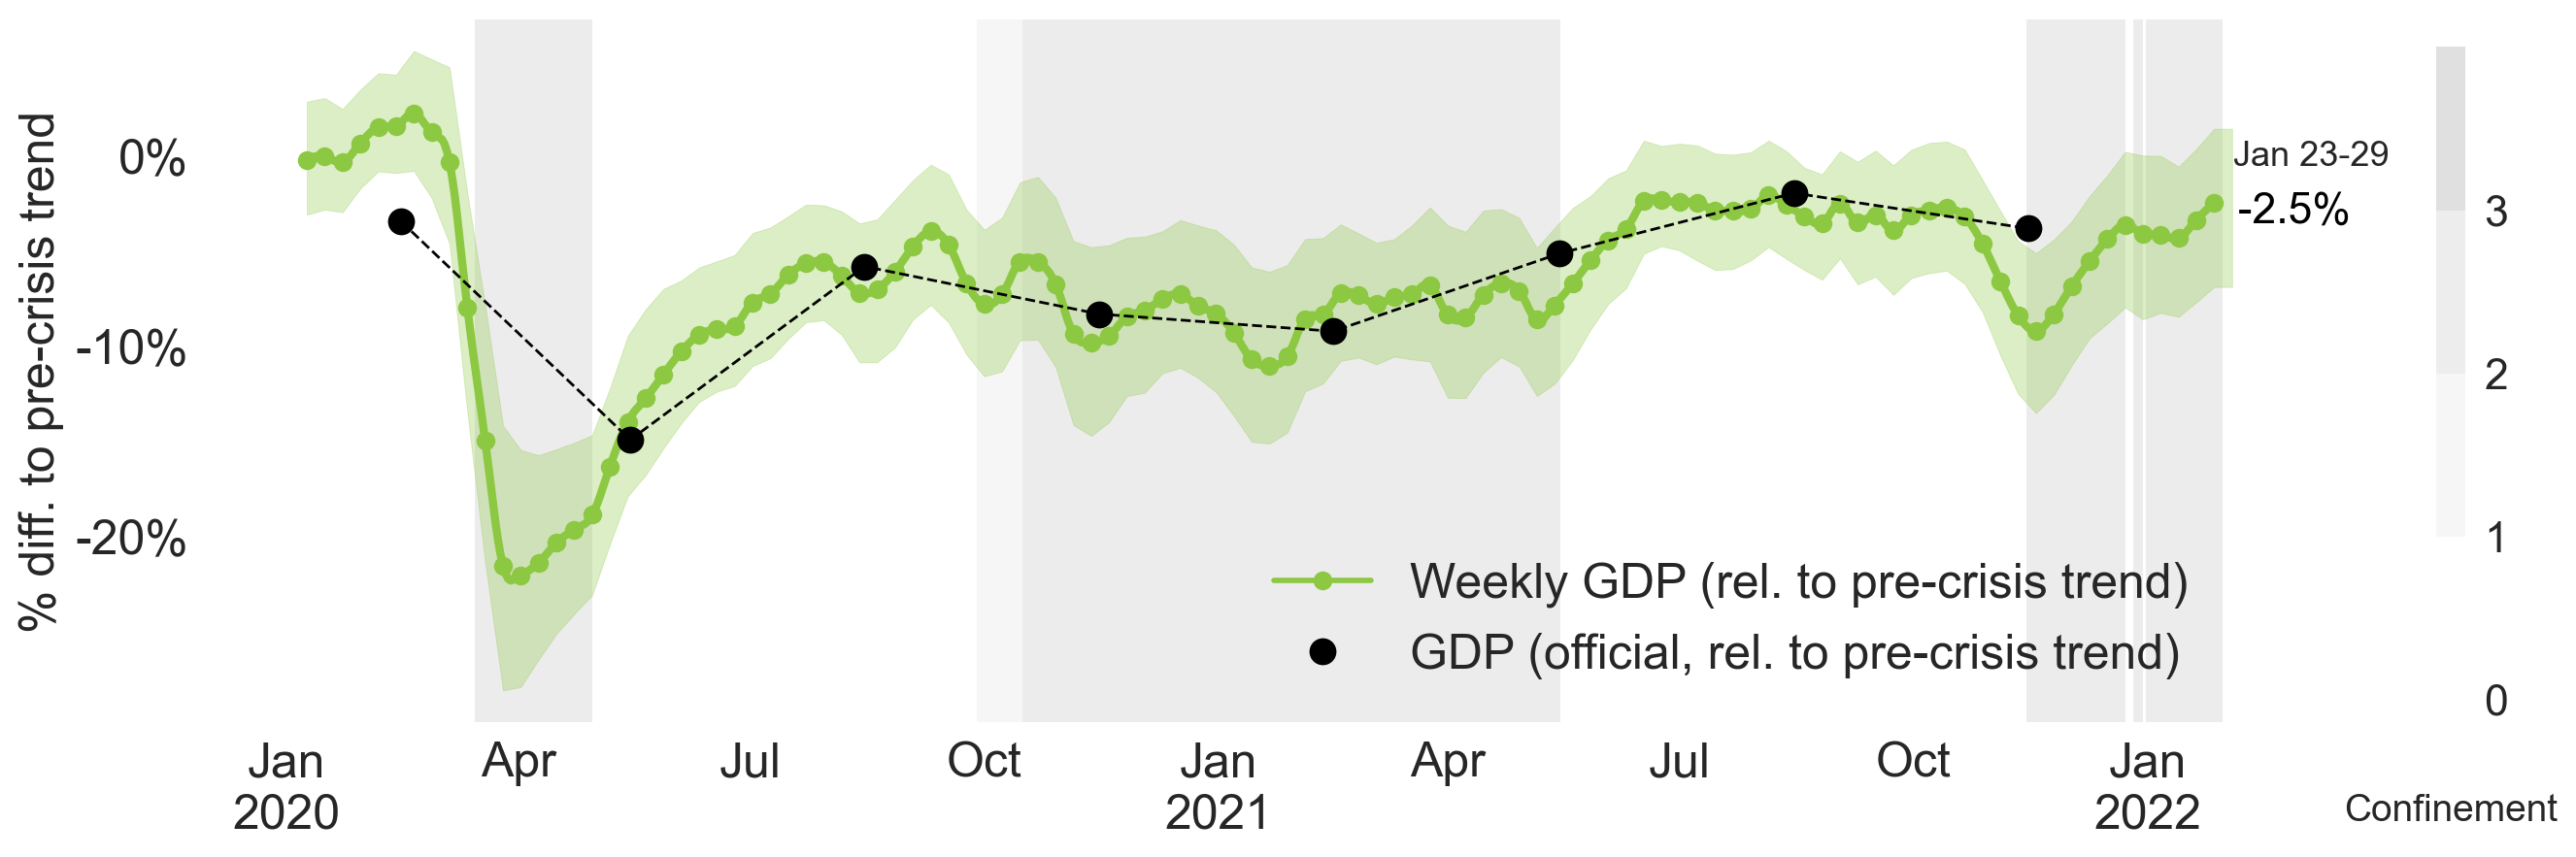 % diff. to pre-crisis trend
0%
-10%
-20%
Jan 23-29
-2.5%
3
2
1
0
Weekly GDP (rel. to pre-crisis trend)
GDP (official, rel. to pre-crisis trend)
Jan Apr Jul Oct Jan Apr Jul Oct Jan
2020 2021 2022
Confinement